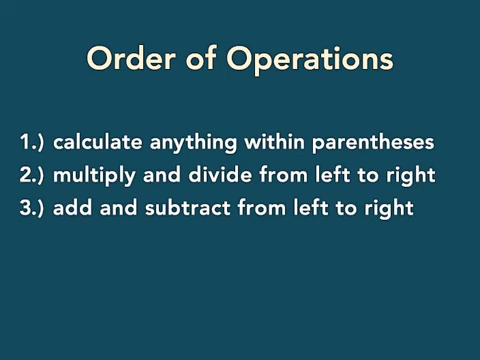 Order of Operations
1.) calculate anything within parentheses
2.) multiply and divide from left to right
3.) add and subtract from left to right